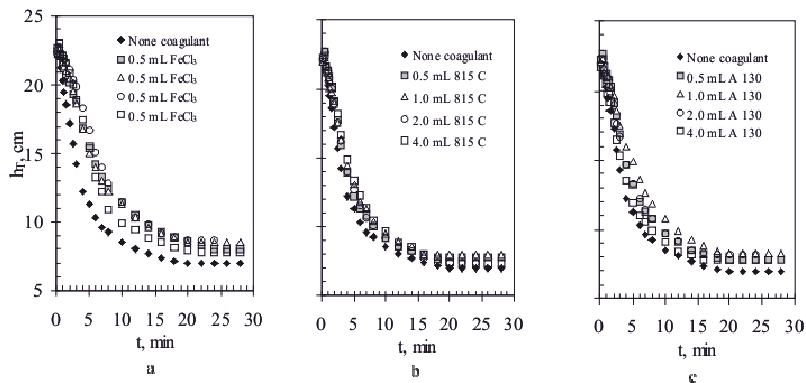 25
20
15
10
5
h_r, cm
None coagulant
0.5 mL FeCl₃
0.5 mL FeCl₃
0.5 mL FeCl₃
0.5 mL FeCl₃
0 5 10 15 20 25 30
t, min
a
None coagulant
0.5 mL 815 C
1.0 mL 815 C
2.0 mL 815 C
4.0 mL 815 C
0 5 10 15 20 25 30
t, min
b
None coagulant
0.5 mL A 130
1.0 mL A 130
2.0 mL A 130
4.0 mL A 130
0 5 10 15 20 25 30
t, min
c